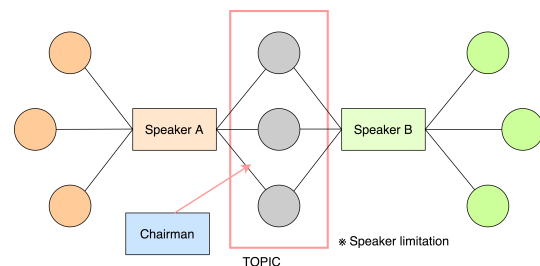 Speaker A
Speaker B
Chairman
※ Speaker limitation
TOPIC